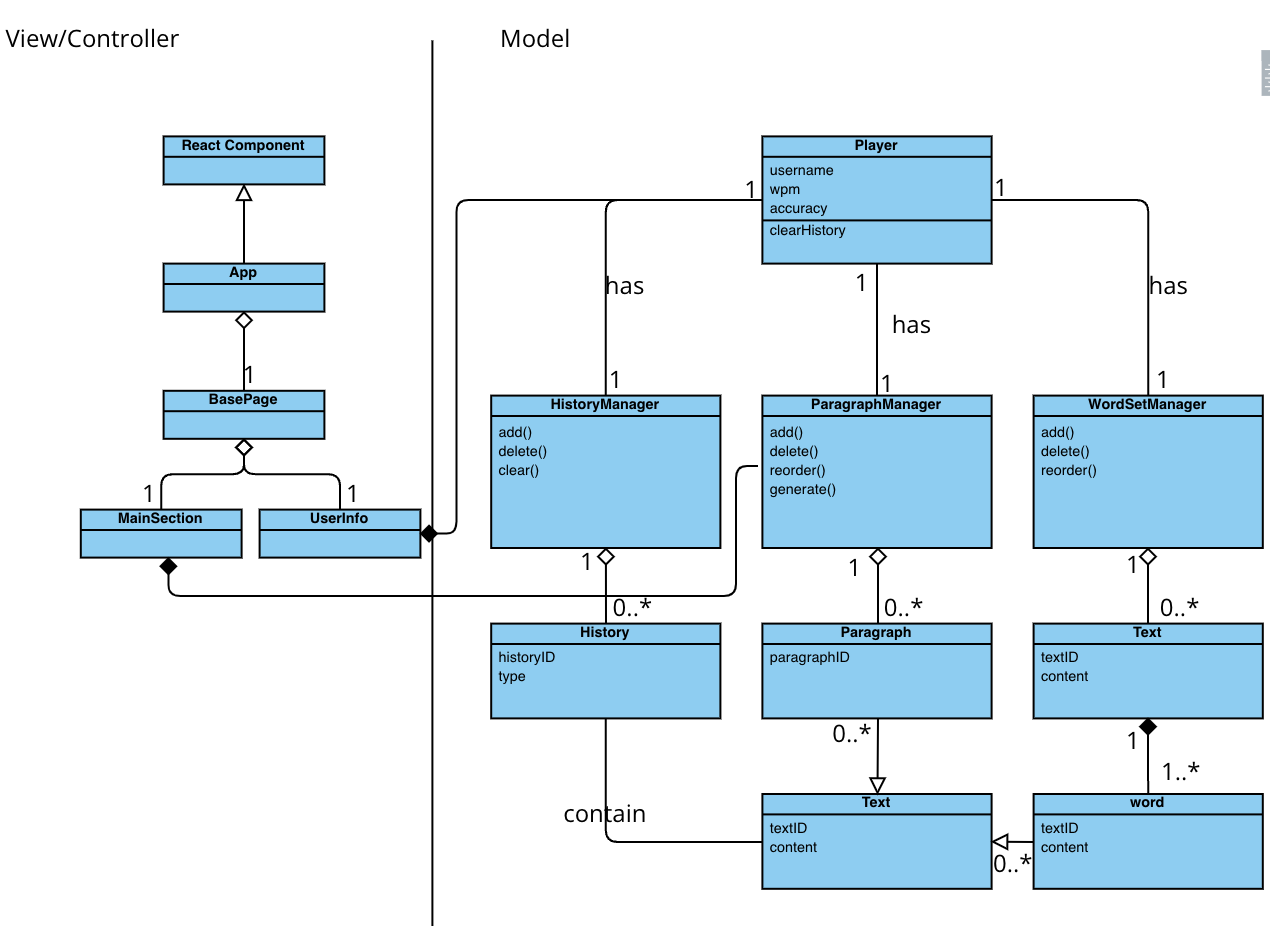 View/Controller
Model
React Component
App
1
BasePage
1
1
MainSection
UserInfo
Player
username
wpm
accuracy
clearHistory
1
1
1
has
has
has
1
1
1
HistoryManager
add()
delete()
clear()
ParagraphManager
add()
delete()
reorder()
generate()
WordSetManager
add()
delete()
reorder()
1
0..*
1
0..*
1
0..*
History
historyID
type
Paragraph
paragraphID
Text
textID
content
0..*
1
1..*
contain
Text
textID
content
0..*
word
textID
content